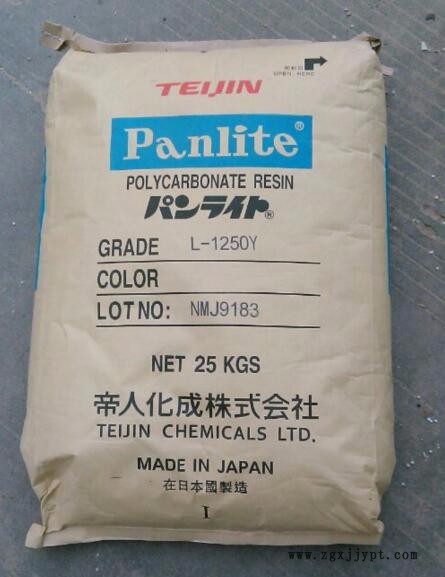 OPEN HERE
TEIJIN
Panlite®
POLYCARBONATE RESIN
パンライト®
GRADE L-1250Y
COLOR
LOT NO: NMJ9183
NET 25 KGS
帝人化成株式会社
TEIJIN CHEMICALS LTD.
MADE IN JAPAN
在日本國製造
I
www.zgxjjypt.com